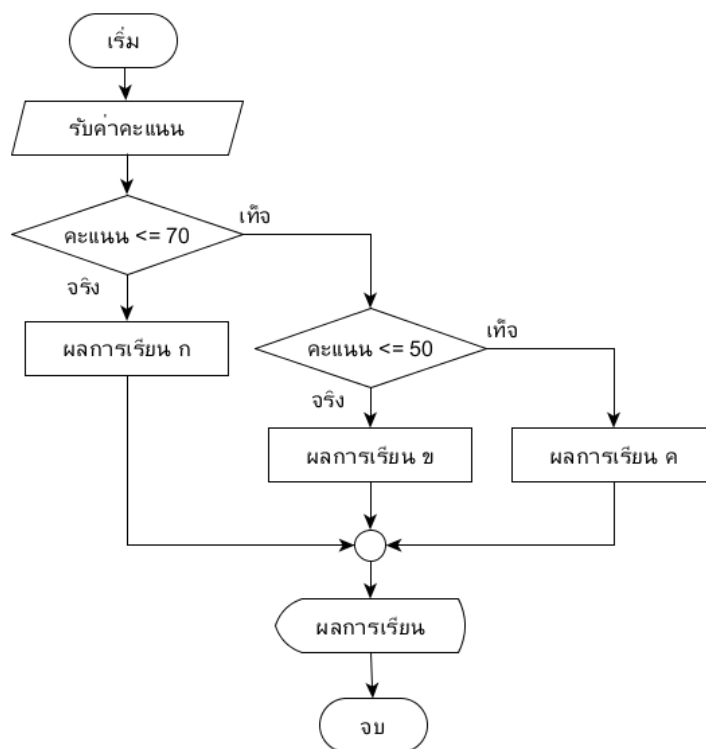 เริ่ม
รับค่าคะแนน
คะแนน <= 70
เท็จ
จริง
ผลการเรียน ก
คะแนน <= 50
เท็จ
จริง
ผลการเรียน ข
ผลการเรียน ค
ผลการเรียน
จบ